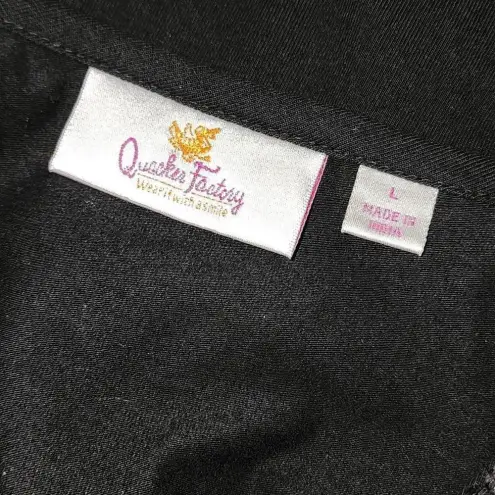 Quacker Factory
Wear it with a smile
L
MADE IN
INDIA